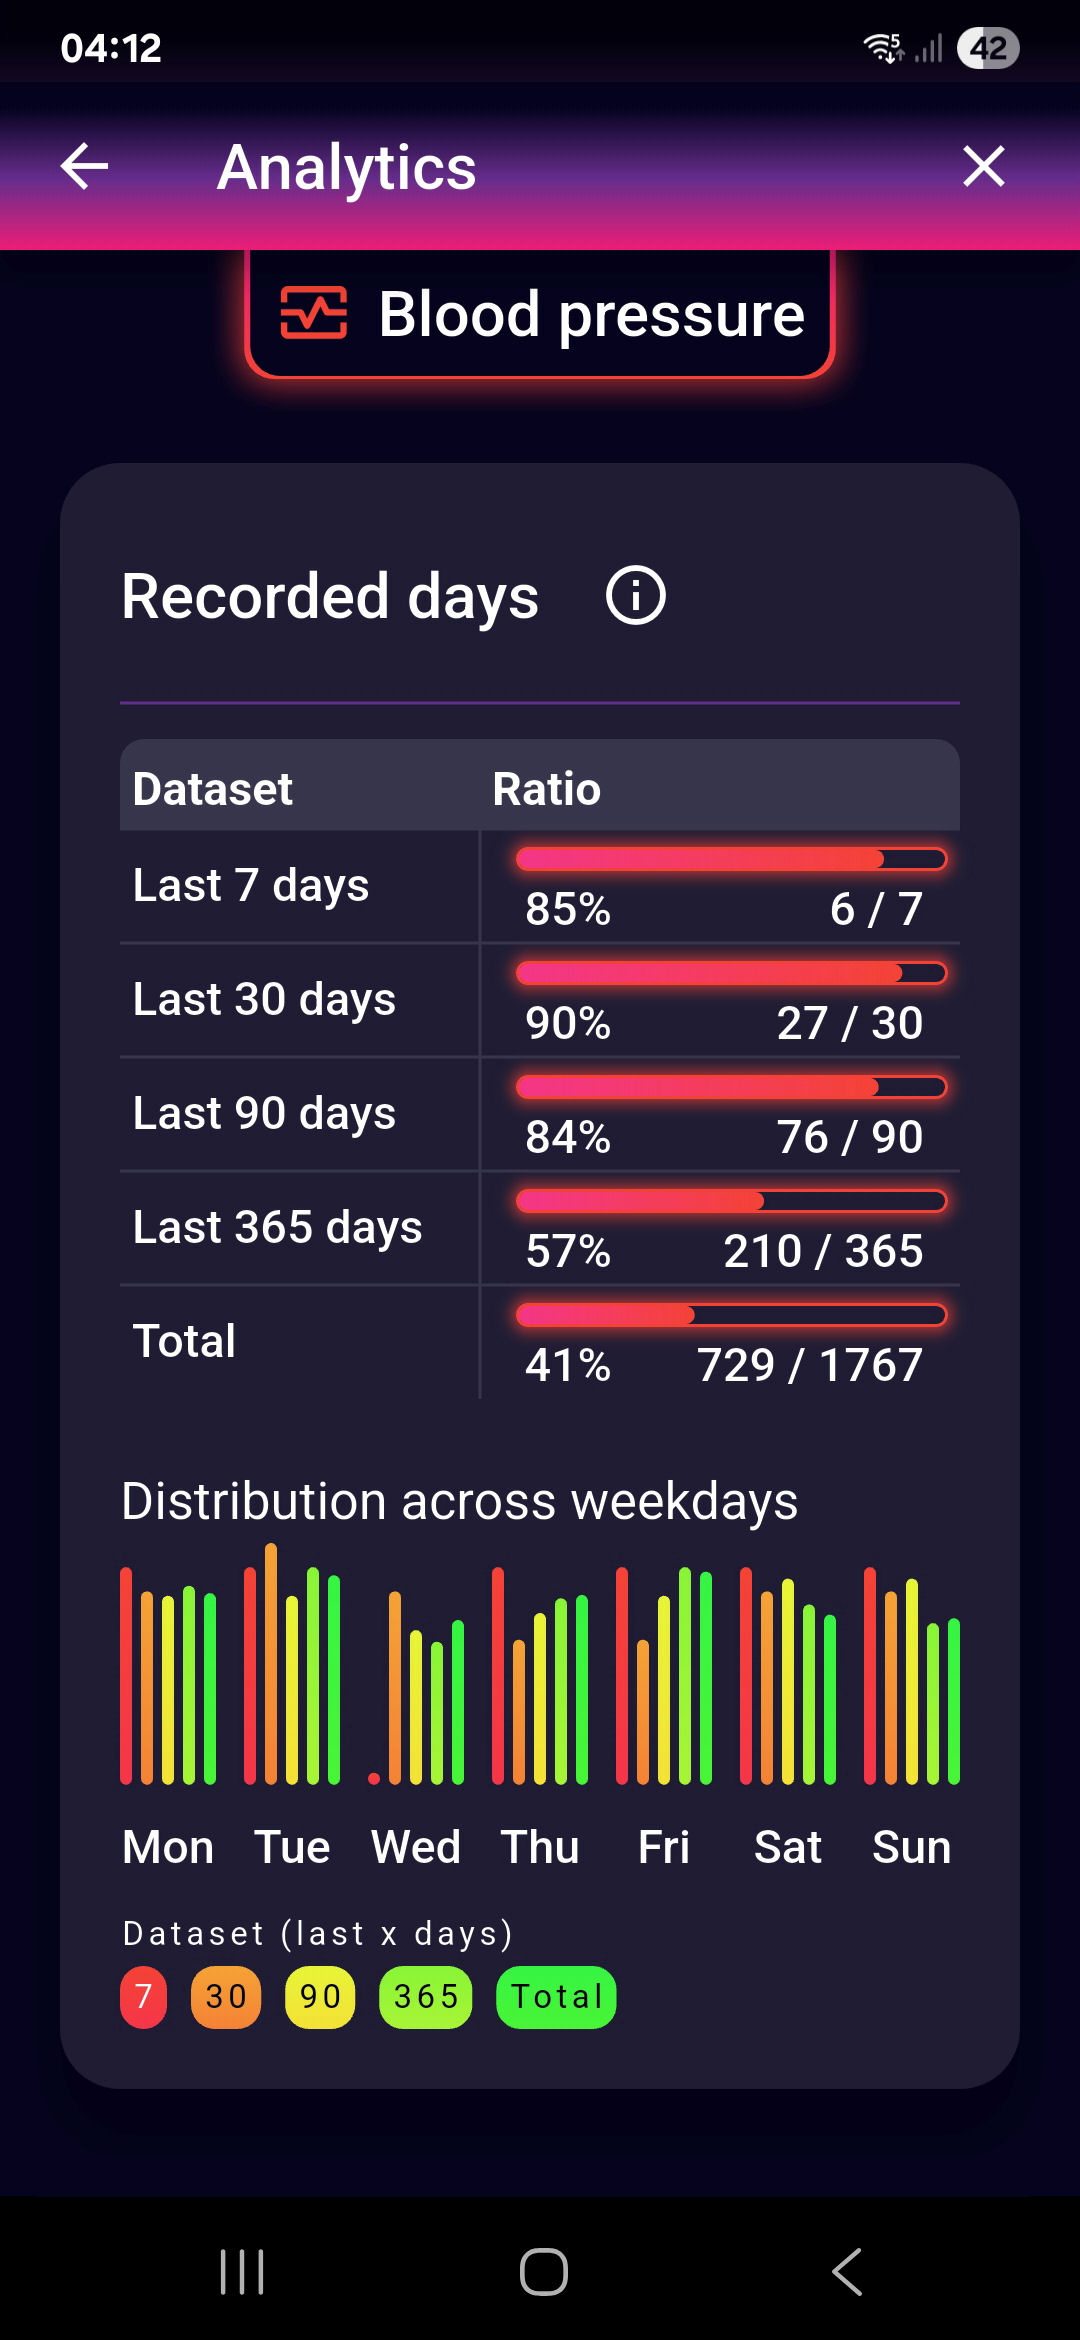 04:12
5
42
Analytics
Blood pressure
Recorded days
Dataset Ratio
Last 7 days
85% 6 / 7
Last 30 days
90% 27 / 30
Last 90 days
84% 76 / 90
Last 365 days
57% 210 / 365
Total
41% 729 / 1767
Distribution across weekdays
Mon Tue Wed Thu Fri Sat Sun
Dataset (last x days)
7 30 90 365 Total